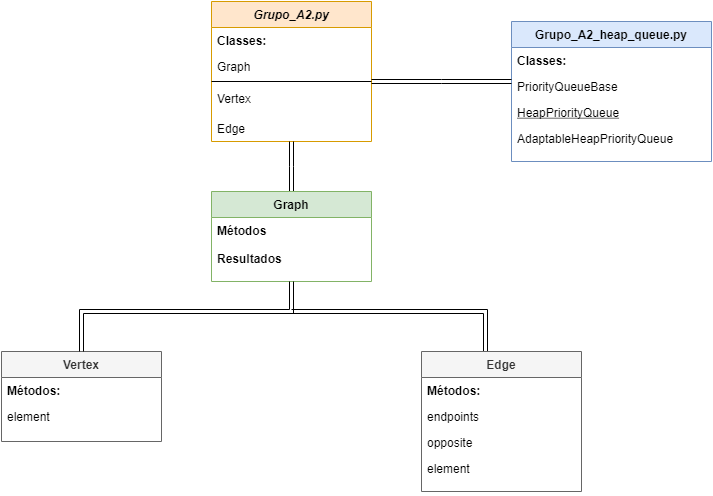 Grupo_A2.py
Classes:
Graph
Vertex
Edge
Grupo_A2_heap_queue.py
Classes:
PriorityQueueBase
HeapPriorityQueue
AdaptableHeapPriorityQueue
Graph
Métodos
Resultados
Vertex
Métodos:
element
Edge
Métodos:
endpoints
opposite
element